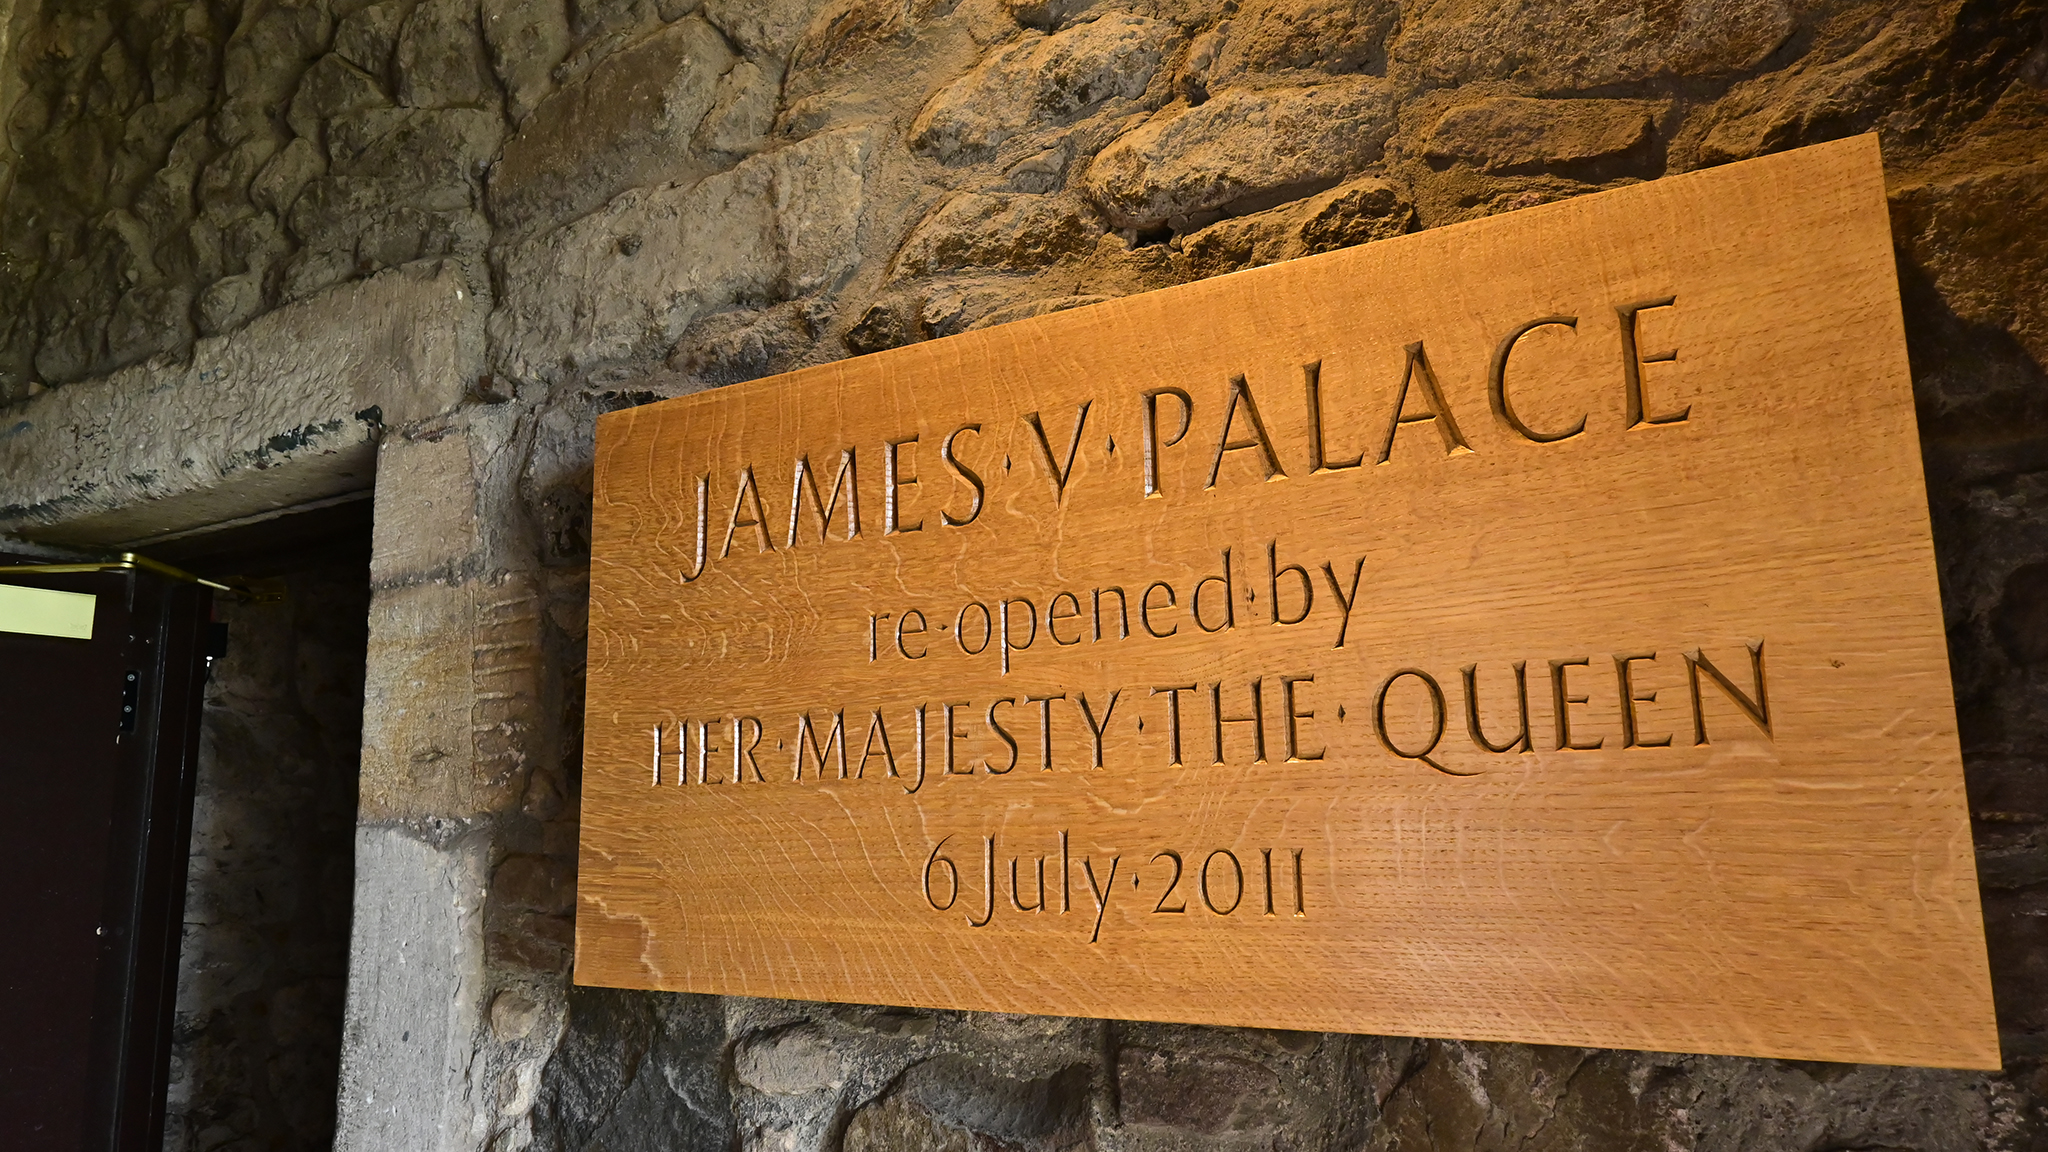 JAMES·V·PALACE
re·opened·by
HER·MAJESTY·THE·QUEEN
6 July·2011